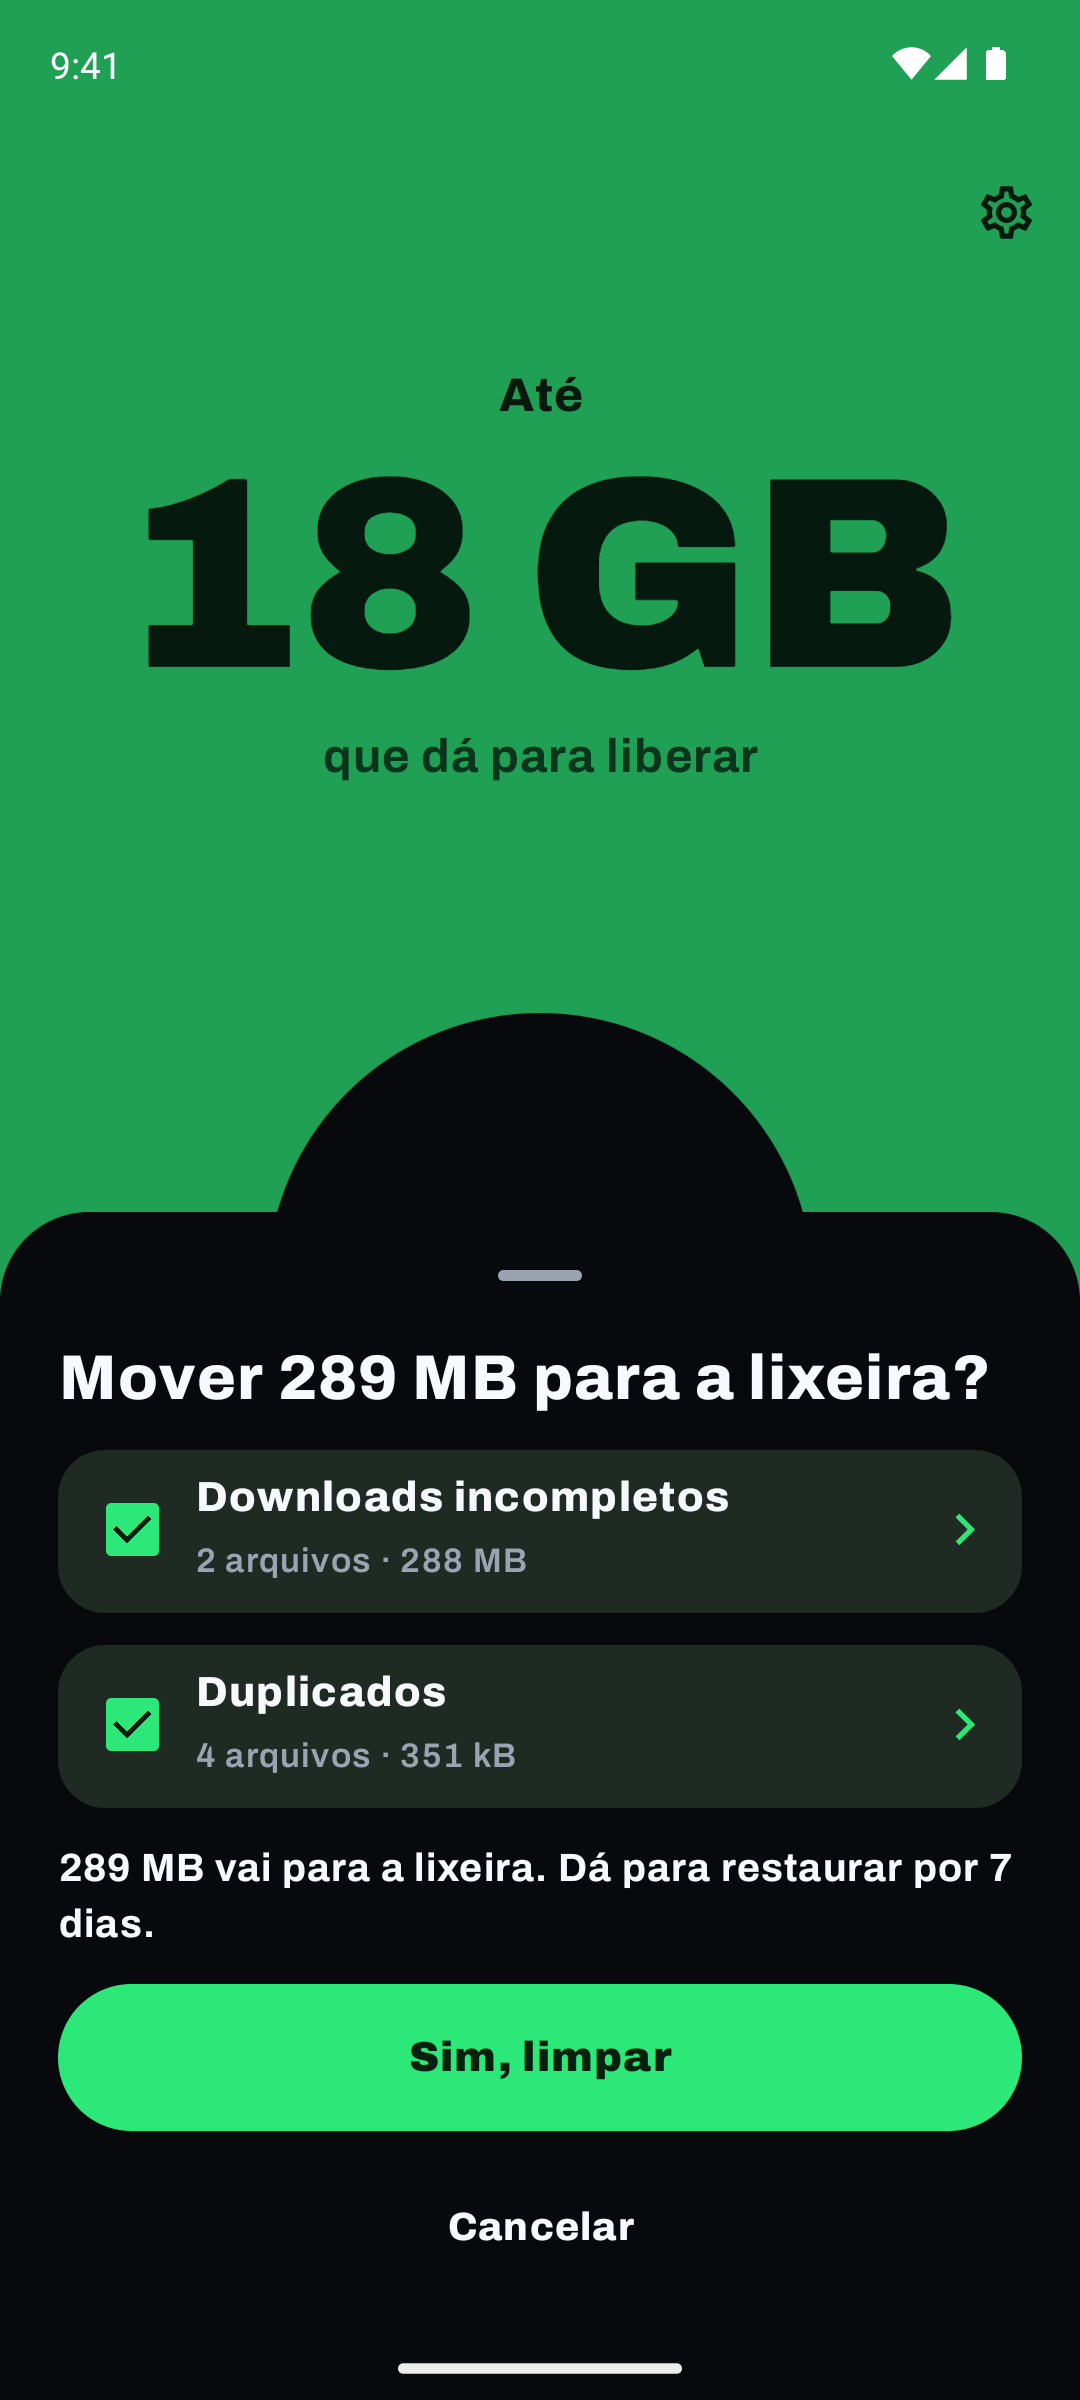 9:41
Até
18 GB
que dá para liberar
Mover 289 MB para a lixeira?
Downloads incompletos
2 arquivos · 288 MB
Duplicados
4 arquivos · 351 kB
289 MB vai para a lixeira. Dá para restaurar por 7
dias.
Sim, limpar
Cancelar